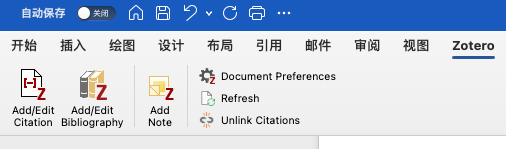 自动保存 关闭
开始 插入 绘图 设计 布局 引用 邮件 审阅 视图 Zotero
Add/Edit Citation
Add/Edit Bibliography
Add Note
Document Preferences
Refresh
Unlink Citations